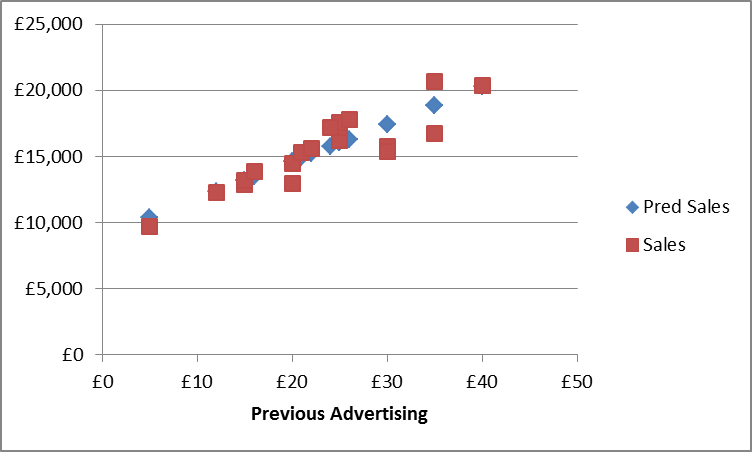 £25,000
£20,000
£15,000
£10,000
£5,000
£0
£0 £10 £20 £30 £40 £50
Previous Advertising
Pred Sales
Sales